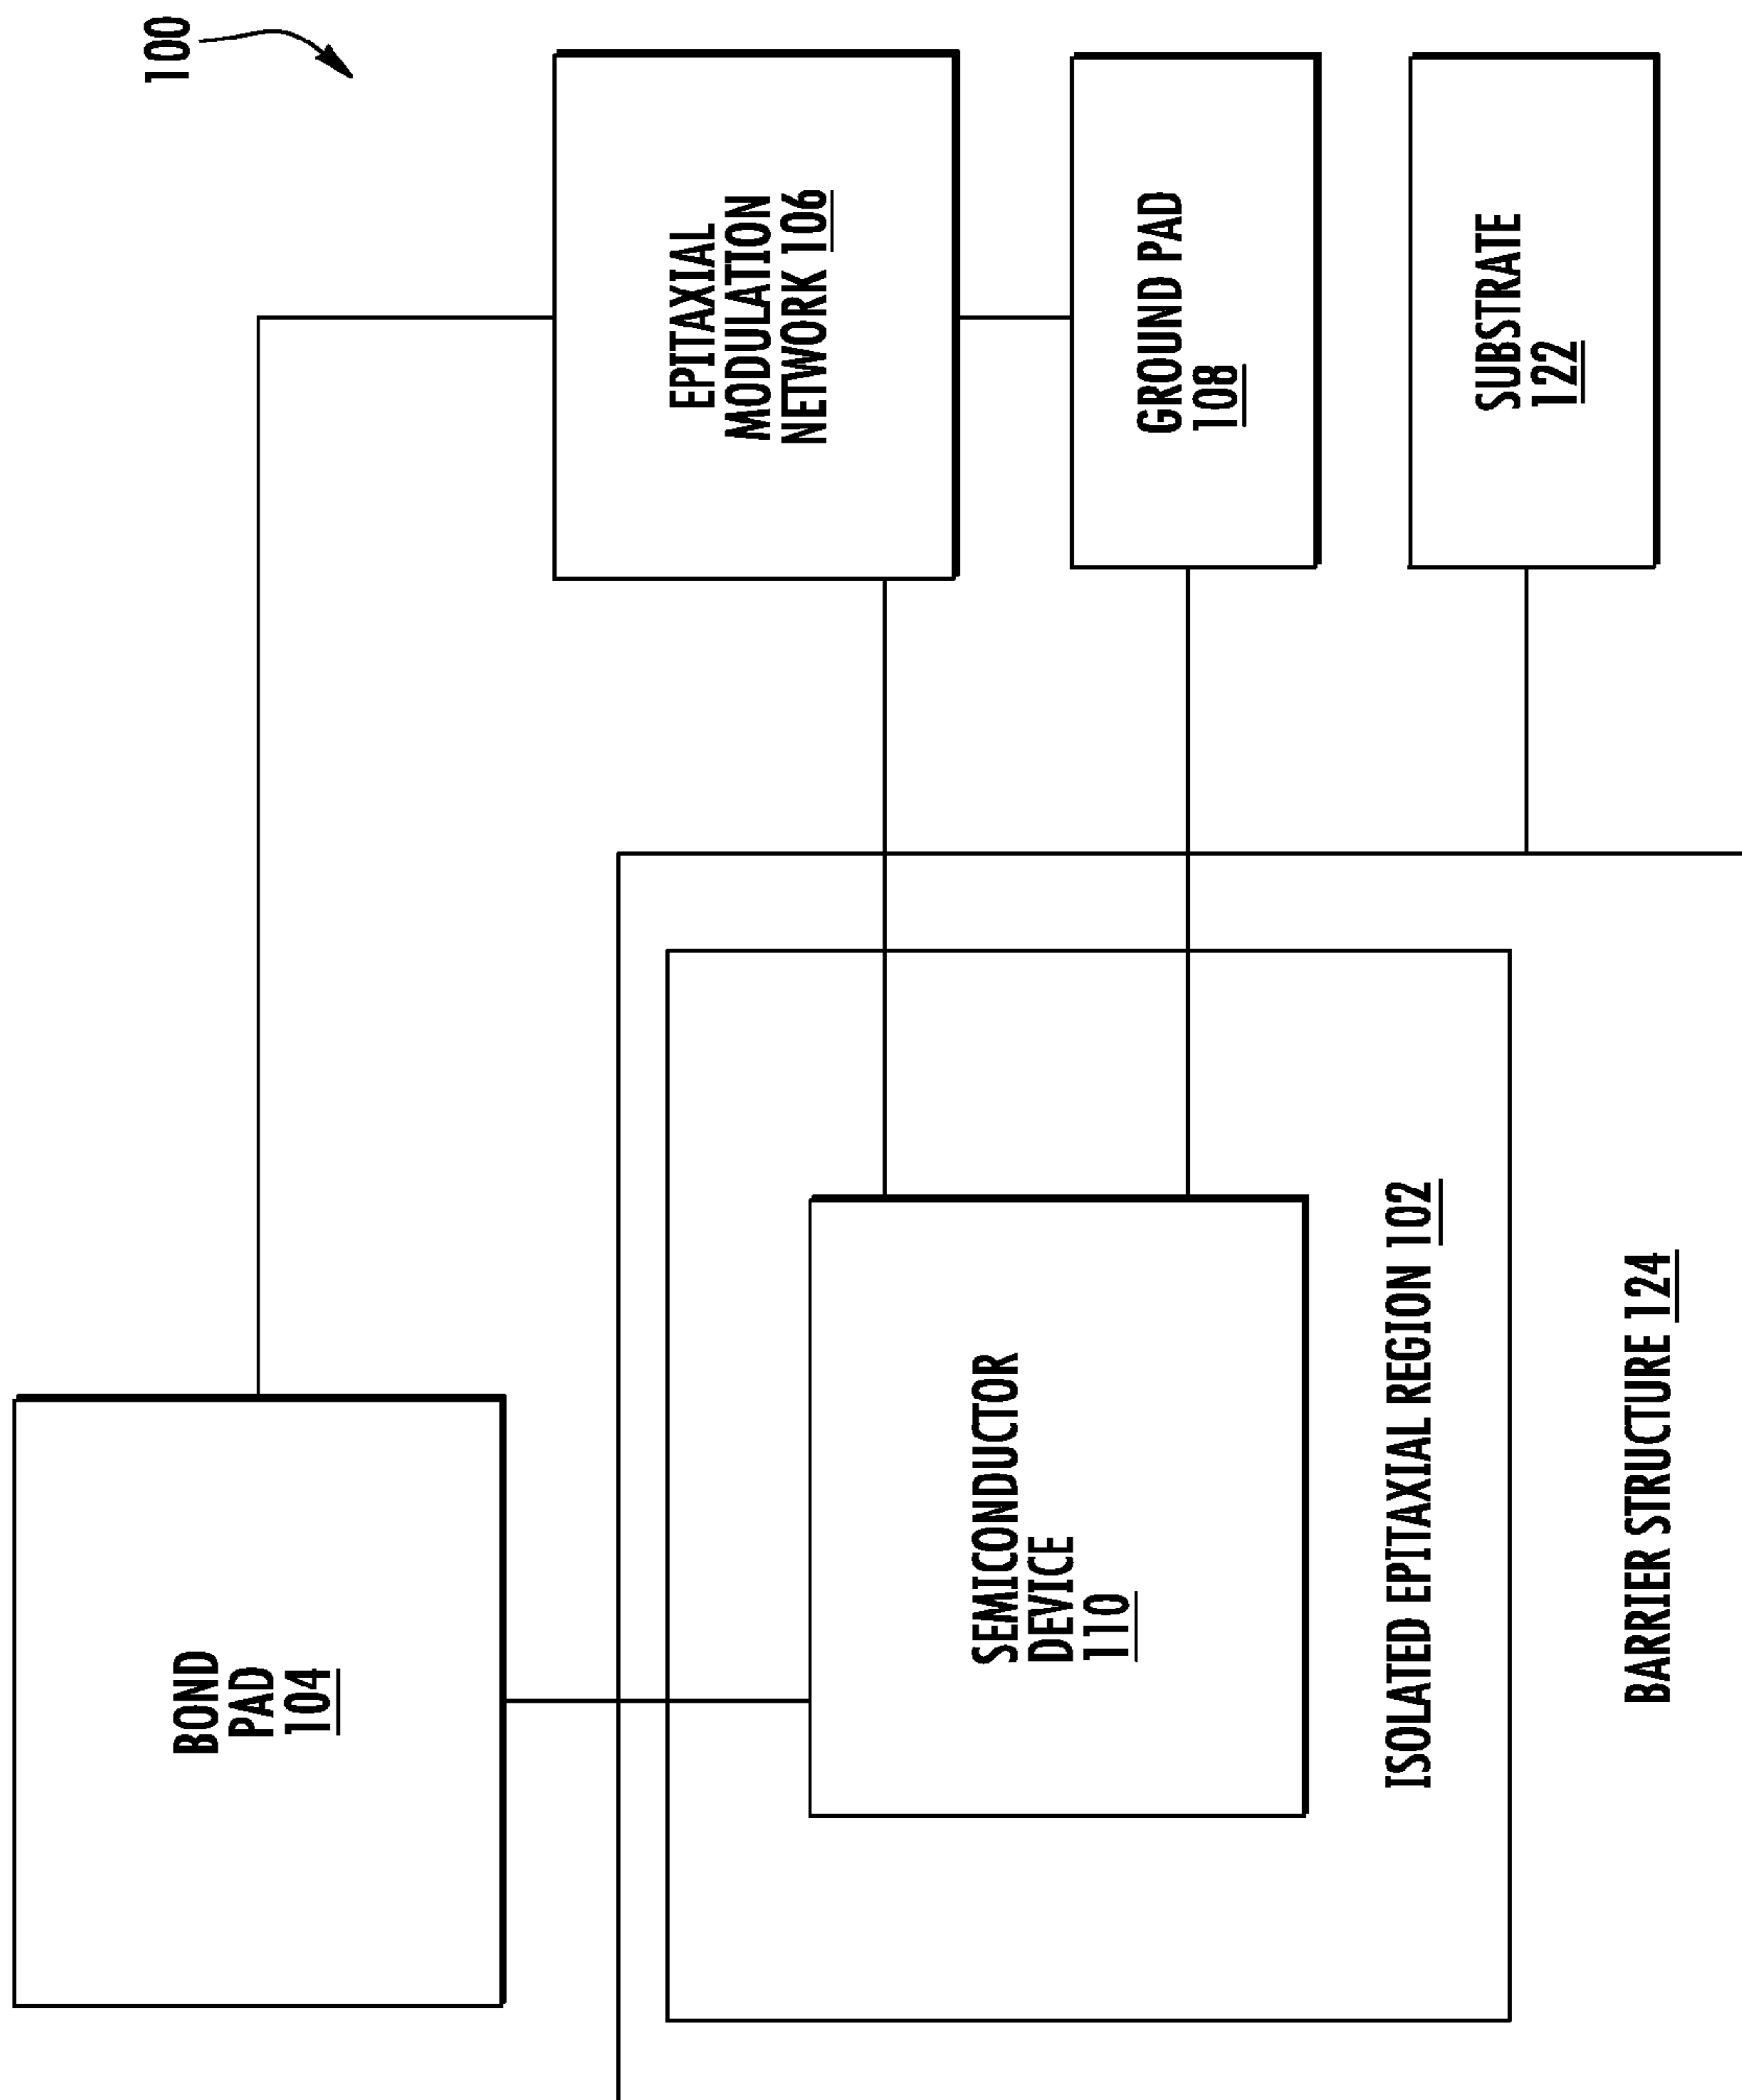 100
BOND
PAD
104
EPITAXIAL
MODULATION
NETWORK 106
SEMICONDUCTOR
DEVICE
110
GROUND PAD
108
ISOLATED EPITAXIAL REGION 102
SUBSTRATE
122
BARRIER STRUCTURE 124